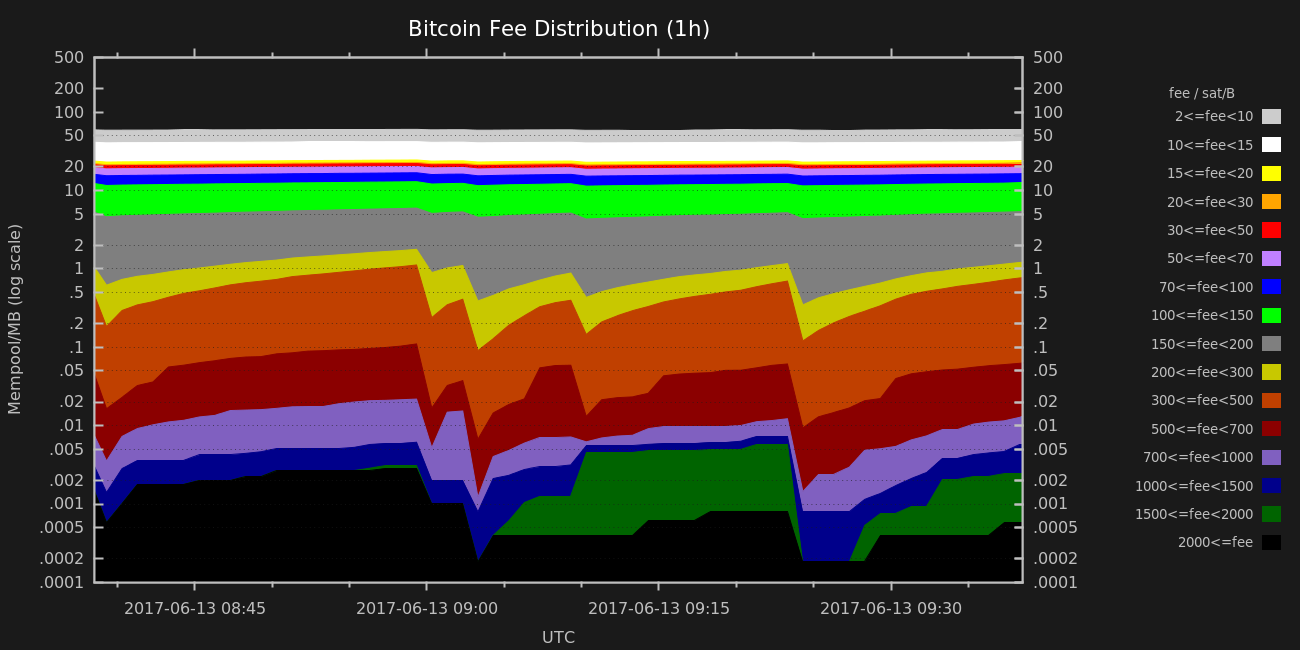 Bitcoin Fee Distribution (1h)
Mempool/MB (log scale)
500
200
100
50
20
10
5
2
1
.5
.2
.1
.05
.02
.01
.005
.002
.001
.0005
.0002
.0001
500
200
100
50
20
10
5
2
1
.5
.2
.1
.05
.02
.01
.005
.002
.001
.0005
.0002
.0001
2017-06-13 08:45
2017-06-13 09:00
2017-06-13 09:15
2017-06-13 09:30
UTC
fee / sat/B
2<=fee<10
10<=fee<15
15<=fee<20
20<=fee<30
30<=fee<50
50<=fee<70
70<=fee<100
100<=fee<150
150<=fee<200
200<=fee<300
300<=fee<500
500<=fee<700
700<=fee<1000
1000<=fee<1500
1500<=fee<2000
2000<=fee